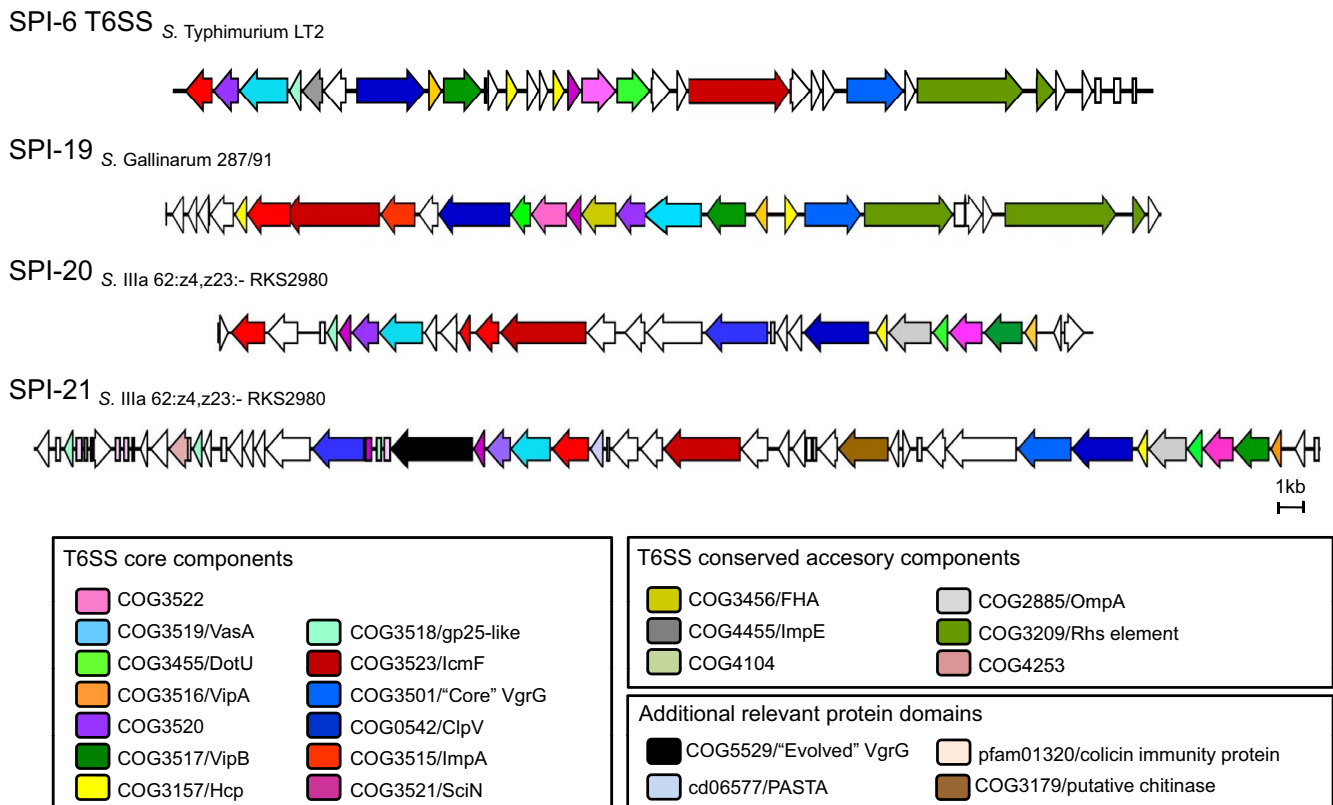 SPI-6 T6SS S. Typhimurium LT2
SPI-19 S. Gallinarum 287/91
SPI-20 S. IIIa 62:z4,z23:- RKS2980
SPI-21 S. IIIa 62:z4,z23:- RKS2980
1kb
T6SS core components
COG3522
COG3519/VasA
COG3455/DotU
COG3516/VipA
COG3520
COG3517/VipB
COG3157/Hcp
COG3518/gp25-like
COG3523/IcmF
COG3501/“Core” VgrG
COG0542/ClpV
COG3515/ImpA
COG3521/SciN
T6SS conserved accesory components
COG3456/FHA
COG4455/ImpE
COG4104
COG2885/OmpA
COG3209/Rhs element
COG4253
Additional relevant protein domains
COG5529/“Evolved” VgrG
cd06577/PASTA
pfam01320/colicin immunity protein
COG3179/putative chitinase